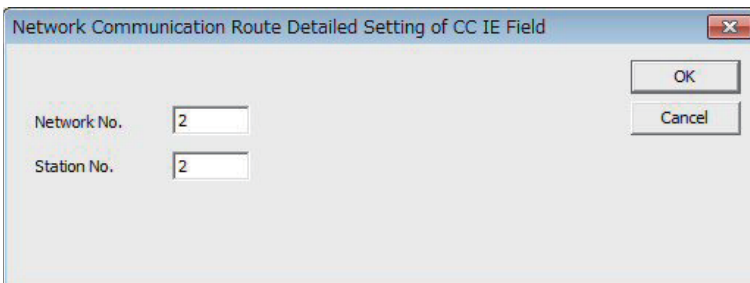 Network Communication Route Detailed Setting of CC IE Field
OK
Network No. 2
Cancel
Station No. 2